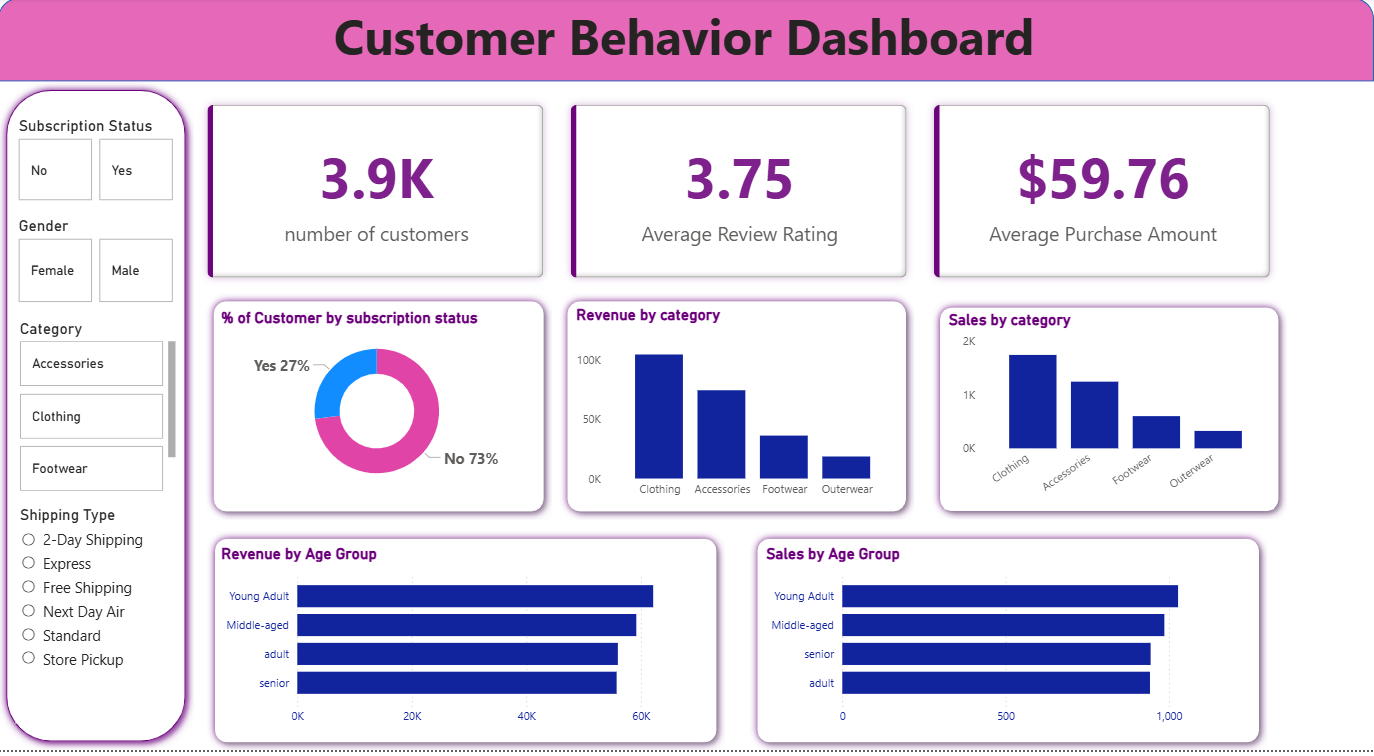 Customer Behavior Dashboard
Subscription Status
No
Yes
Gender
Female
Male
Category
Accessories
Clothing
Footwear
Shipping Type
2-Day Shipping
Express
Free Shipping
Next Day Air
Standard
Store Pickup
3.9K
number of customers
3.75
Average Review Rating
$59.76
Average Purchase Amount
% of Customer by subscription status
Yes 27%
No 73%
Revenue by category
100K
50K
0K
Clothing
Accessories
Footwear
Outerwear
Sales by category
2K
1K
0K
Clothing
Accessories
Footwear
Outerwear
Revenue by Age Group
Young Adult
Middle-aged
adult
senior
0K
20K
40K
60K
Sales by Age Group
Young Adult
Middle-aged
senior
adult
0
500
1,000